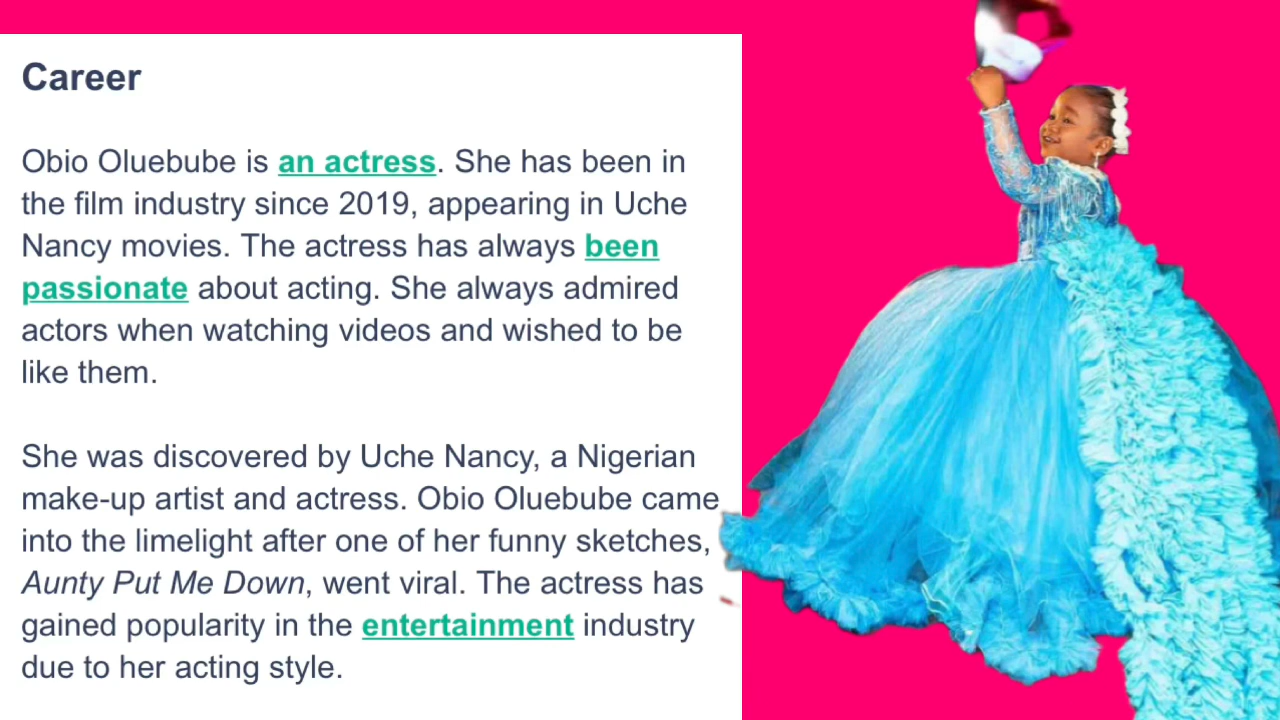 Career
Obio Oluebube is an actress. She has been in
the film industry since 2019, appearing in Uche
Nancy movies. The actress has always been
passionate about acting. She always admired
actors when watching videos and wished to be
like them.
She was discovered by Uche Nancy, a Nigerian
make-up artist and actress. Obio Oluebube came
into the limelight after one of her funny sketches,
Aunty Put Me Down, went viral. The actress has
gained popularity in the entertainment industry
due to her acting style.